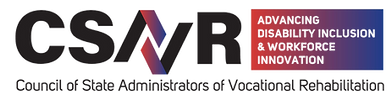 CSAVR
ADVANCING
DISABILITY INCLUSION
& WORKFORCE
INNOVATION
Council of State Administrators of Vocational Rehabilitation